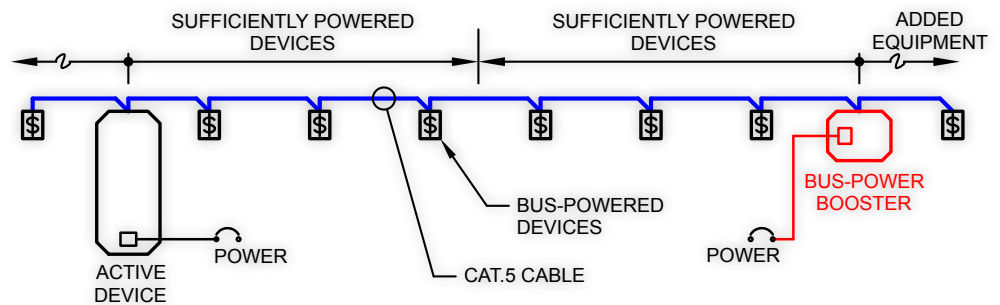 SUFFICIENTLY POWERED
DEVICES
SUFFICIENTLY POWERED
DEVICES
ADDED
EQUIPMENT
$
$
$
$
$
$
$
$
BUS-POWER
BOOSTER
BUS-POWERED
DEVICES
POWER
POWER
CAT.5 CABLE
ACTIVE
DEVICE